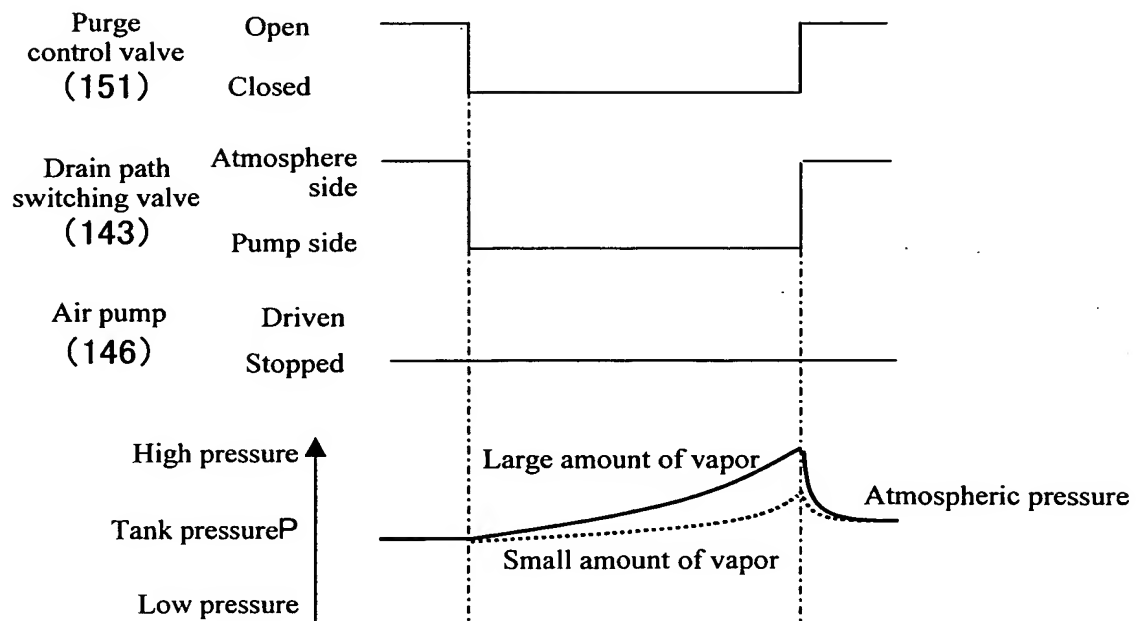 Purge
control valve
(151)
Open
Closed
Drain path
switching valve
(143)
Atmosphere
side
Pump side
Air pump
(146)
Driven
Stopped
High pressure
Tank pressureP
Low pressure
Large amount of vapor
Small amount of vapor
Atmospheric pressure